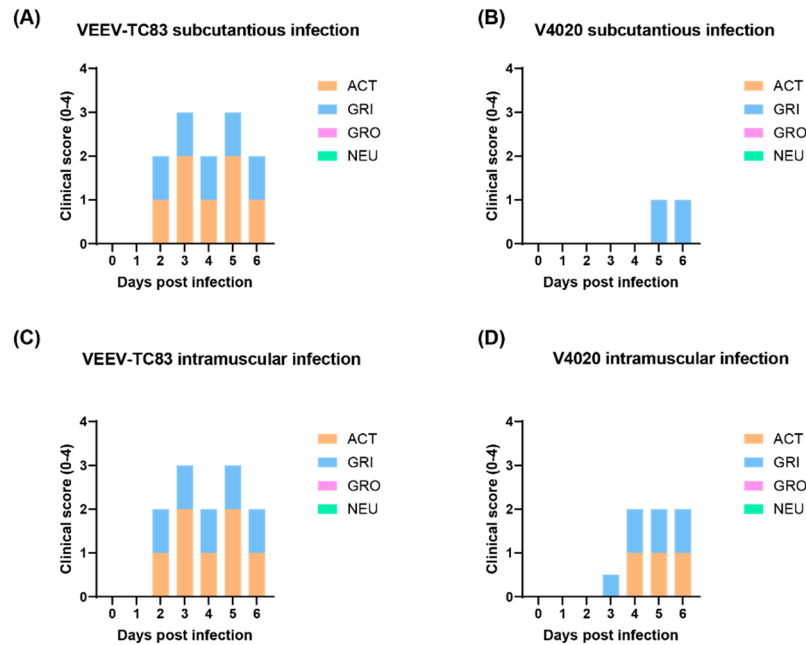 (A)
VEEV-TC83 subcutantious infection
4
3
2
1
0
Clinical score (0-4)
0 1 2 3 4 5 6
Days post infection
ACT
GRI
GRO
NEU
(B)
V4020 subcutantious infection
4
3
2
1
0
Clinical score (0-4)
0 1 2 3 4 5 6
Days post infection
ACT
GRI
GRO
NEU
(C)
VEEV-TC83 intramuscular infection
4
3
2
1
0
Clinical score (0-4)
0 1 2 3 4 5 6
Days post infection
ACT
GRI
GRO
NEU
(D)
V4020 intramuscular infection
4
3
2
1
0
Clinical score (0-4)
0 1 2 3 4 5 6
Days post infection
ACT
GRI
GRO
NEU